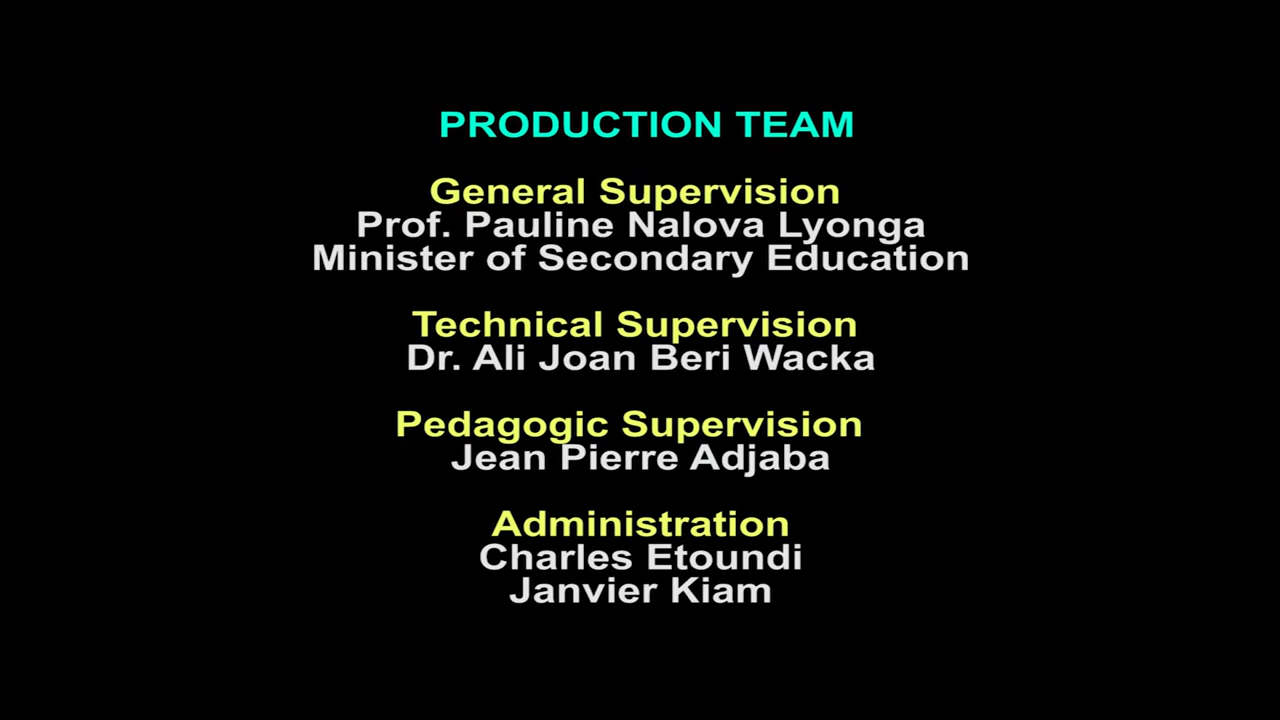 PRODUCTION TEAM
General Supervision
Prof. Pauline Nalova Lyonga
Minister of Secondary Education
Technical Supervision
Dr. Ali Joan Beri Wacka
Pedagogic Supervision
Jean Pierre Adjaba
Administration
Charles Etoundi
Janvier Kiam